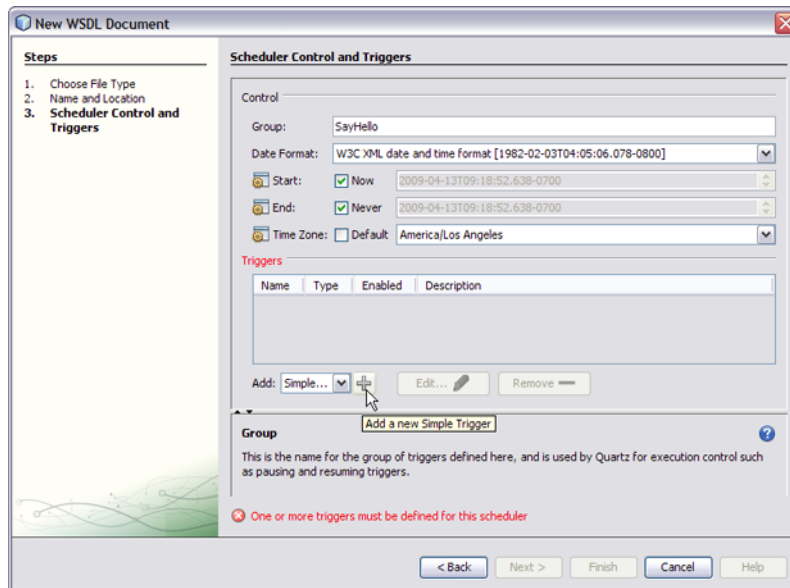 New WSDL Document
Steps
1. Choose File Type
2. Name and Location
3. Scheduler Control and
Triggers
Scheduler Control and Triggers
Control
Group: SayHello
Date Format: W3C XML date and time format [1982-02-03T04:05:06.078-0800]
Start: Now 2009-04-13T09:18:52.638-0700
End: Never 2009-04-13T09:18:52.638-0700
Time Zone: Default America/Los Angeles
Triggers
Name Type Enabled Description
Add: Simple... Edit... Remove
Add a new Simple Trigger
Group
This is the name for the group of triggers defined here, and is used by Quartz for execution control such
as pausing and resuming triggers.
One or more triggers must be defined for this scheduler
< Back Next > Finish Cancel Help